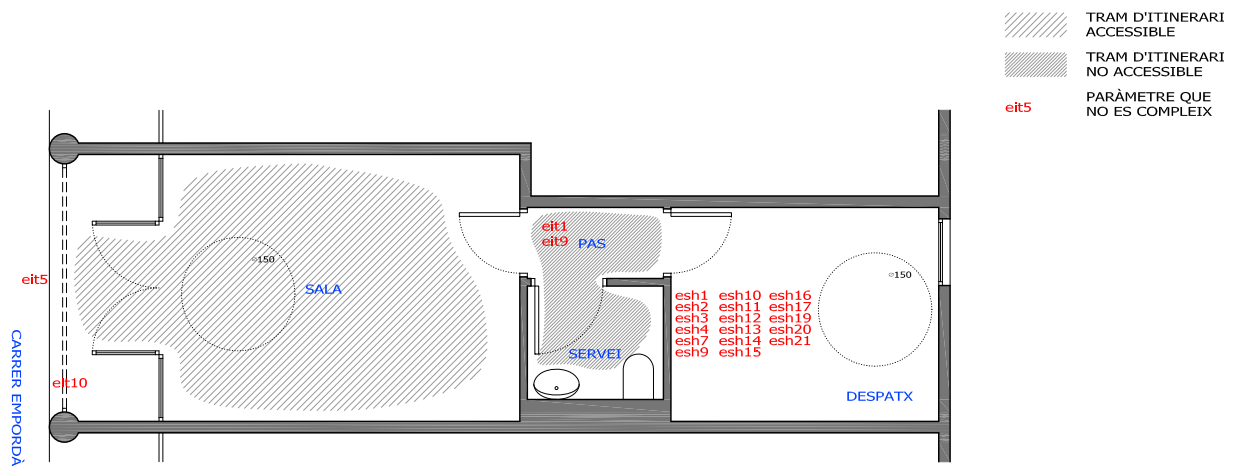 TRAM D'ITINERARI
ACCESSIBLE
TRAM D'ITINERARI
NO ACCESSIBLE
eit5
PARÀMETRE QUE
NO ES COMPLEIX
eit1
eit9
PAS
⌀150
SALA
⌀150
eit5
esh1 esh10 esh16
esh2 esh11 esh17
esh3 esh12 esh19
esh4 esh13 esh20
esh7 esh14 esh21
esh9 esh15
SERVEI
eit10
DESPATX
CARRER EMPORDÀ